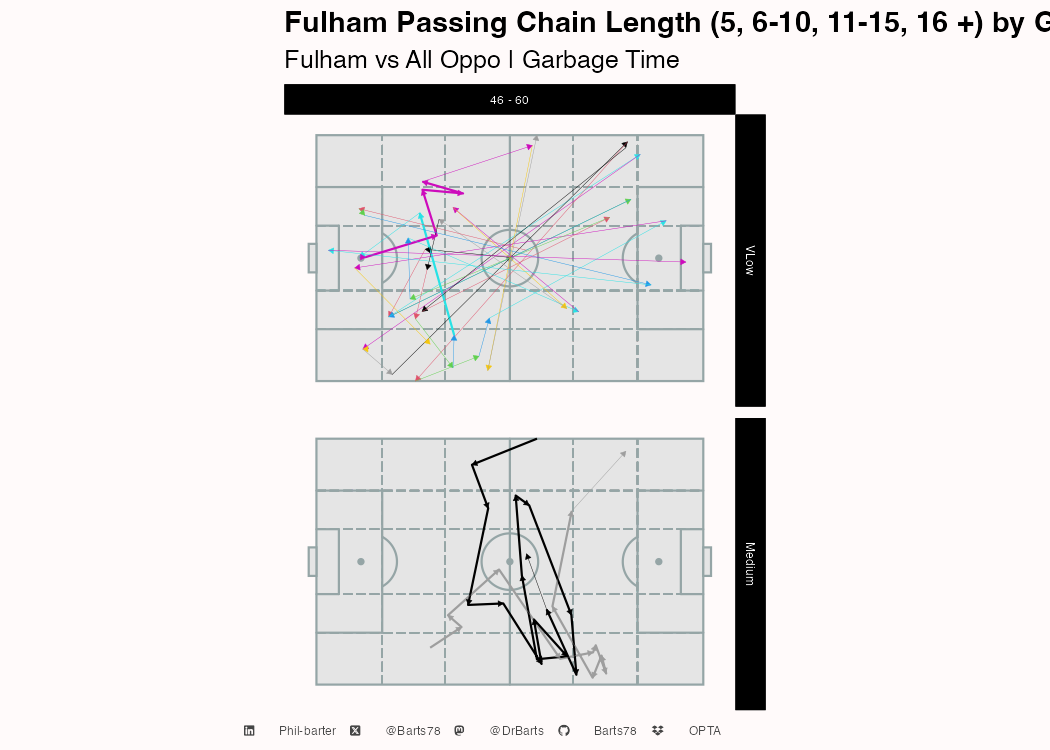 Fulham Passing Chain Length (5, 6-10, 11-15, 16 +) by G
Fulham vs All Oppo | Garbage Time
46 - 60
VLow
Medium
Phil-barter @Barts78 @DrBarts Barts78 OPTA